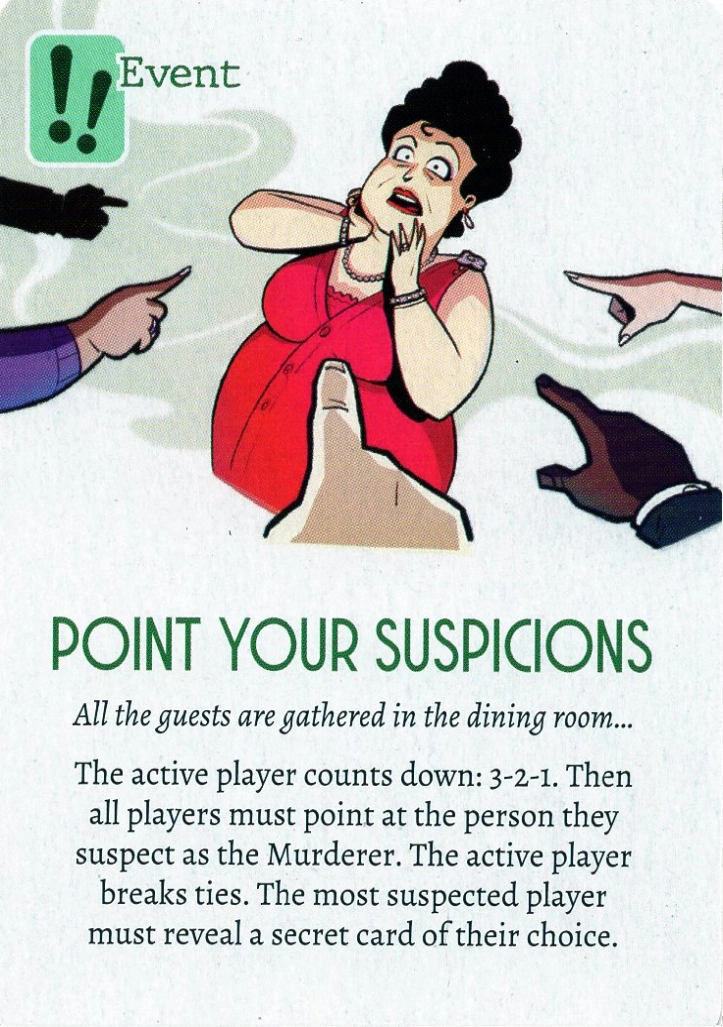 Event
POINT YOUR SUSPICIONS
All the guests are gathered in the dining room...
The active player counts down: 3-2-1. Then
all players must point at the person they
suspect as the Murderer. The active player
breaks ties. The most suspected player
must reveal a secret card of their choice.